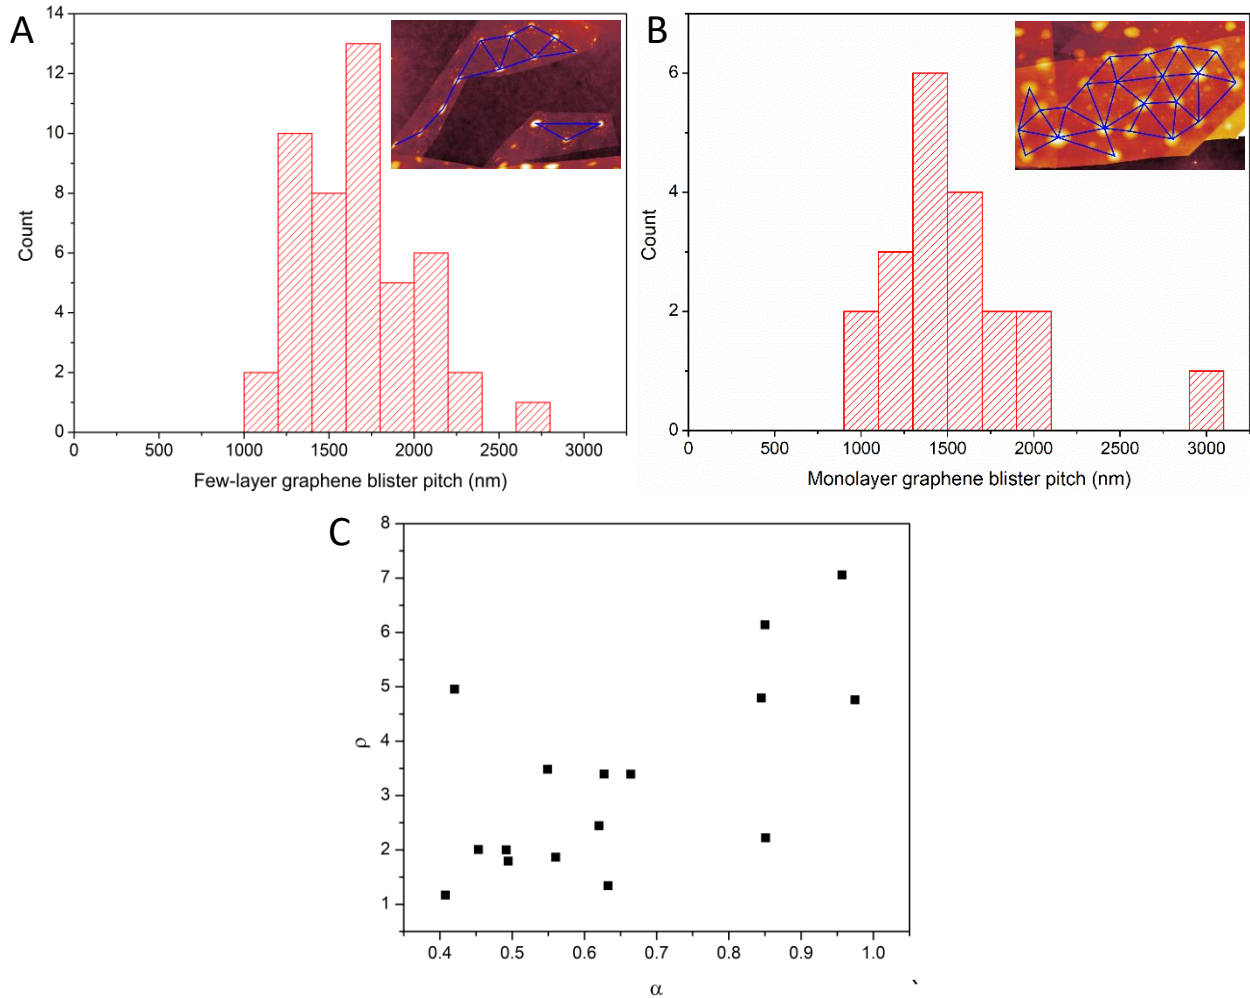 A
14
12
10
8
6
4
2
0
Count
0 500 1000 1500 2000 2500 3000
Few-layer graphene blister pitch (nm)
B
6
4
2
0
Count
0 500 1000 1500 2000 2500 3000
Monolayer graphene blister pitch (nm)
C
8
7
6
5
4
3
2
1
ρ
0.4 0.5 0.6 0.7 0.8 0.9 1.0
α
`